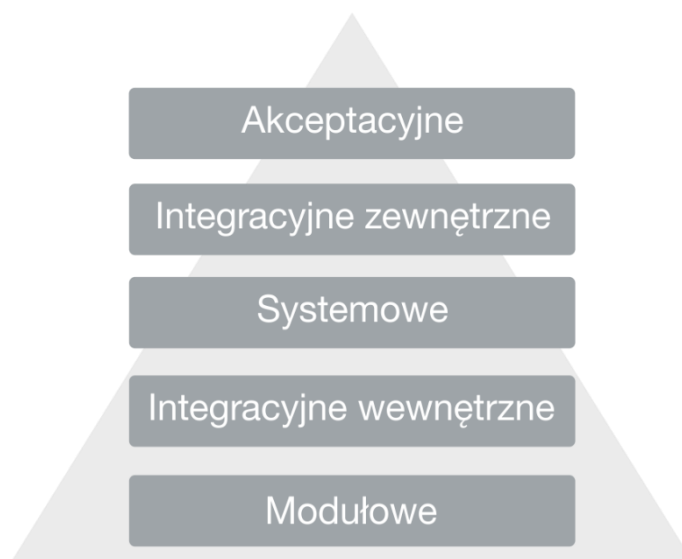 Akceptacyjne
Integracyjne zewnętrzne
Systemowe
Integracyjne wewnętrzne
Modułowe